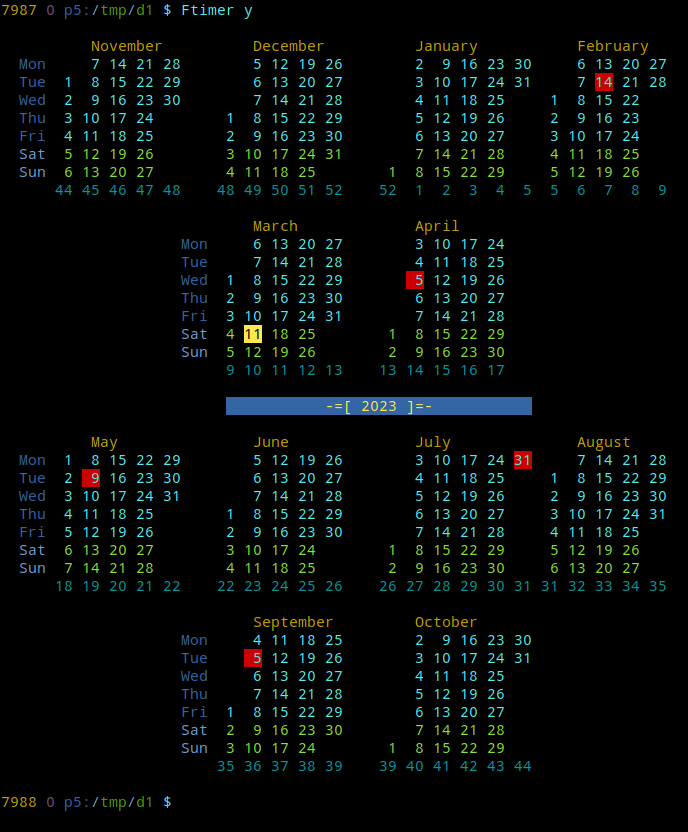 7987 0 p5:/tmp/d1 $ Ftimer y
          November          December          January           February
  Mon        7 14 21 28        5 12 19 26        2  9 16 23 30     6 13 20 27
  Tue     1  8 15 22 29        6 13 20 27        3 10 17 24 31     7 14 21 28
  Wed     2  9 16 23 30        7 14 21 28        4 11 18 25     1  8 15 22
  Thu     3 10 17 24        1  8 15 22 29        5 12 19 26     2  9 16 23
  Fri     4 11 18 25        2  9 16 23 30        6 13 20 27     3 10 17 24
  Sat     5 12 19 26        3 10 17 24 31        7 14 21 28     4 11 18 25
  Sun     6 13 20 27        4 11 18 25        1  8 15 22 29     5 12 19 26
         44 45 46 47 48    48 49 50 51 52    52  1  2  3  4  5  5  6  7  8  9
                            March             April
                    Mon        6 13 20 27        3 10 17 24
                    Tue        7 14 21 28        4 11 18 25
                    Wed     1  8 15 22 29        5 12 19 26
                    Thu     2  9 16 23 30        6 13 20 27
                    Fri     3 10 17 24 31        7 14 21 28
                    Sat     4 11 18 25        1  8 15 22 29
                    Sun     5 12 19 26        2  9 16 23 30
                            9 10 11 12 13    13 14 15 16 17
                                    -=[ 2023 ]=-
          May               June              July              August
  Mon     1  8 15 22 29        5 12 19 26        3 10 17 24 31     7 14 21 28
  Tue     2  9 16 23 30        6 13 20 27        4 11 18 25     1  8 15 22 29
  Wed     3 10 17 24 31        7 14 21 28        5 12 19 26     2  9 16 23 30
  Thu     4 11 18 25        1  8 15 22 29        6 13 20 27     3 10 17 24 31
  Fri     5 12 19 26        2  9 16 23 30        7 14 21 28     4 11 18 25
  Sat     6 13 20 27        3 10 17 24        1  8 15 22 29     5 12 19 26
  Sun     7 14 21 28        4 11 18 25        2  9 16 23 30     6 13 20 27
         18 19 20 21 22    22 23 24 25 26    26 27 28 29 30 31 31 32 33 34 35
                            September         October
                    Mon        4 11 18 25        2  9 16 23 30
                    Tue        5 12 19 26        3 10 17 24 31
                    Wed        6 13 20 27        4 11 18 25
                    Thu        7 14 21 28        5 12 19 26
                    Fri     1  8 15 22 29        6 13 20 27
                    Sat     2  9 16 23 30        7 14 21 28
                    Sun     3 10 17 24        1  8 15 22 29
                           35 36 37 38 39    39 40 41 42 43 44
7988 0 p5:/tmp/d1 $